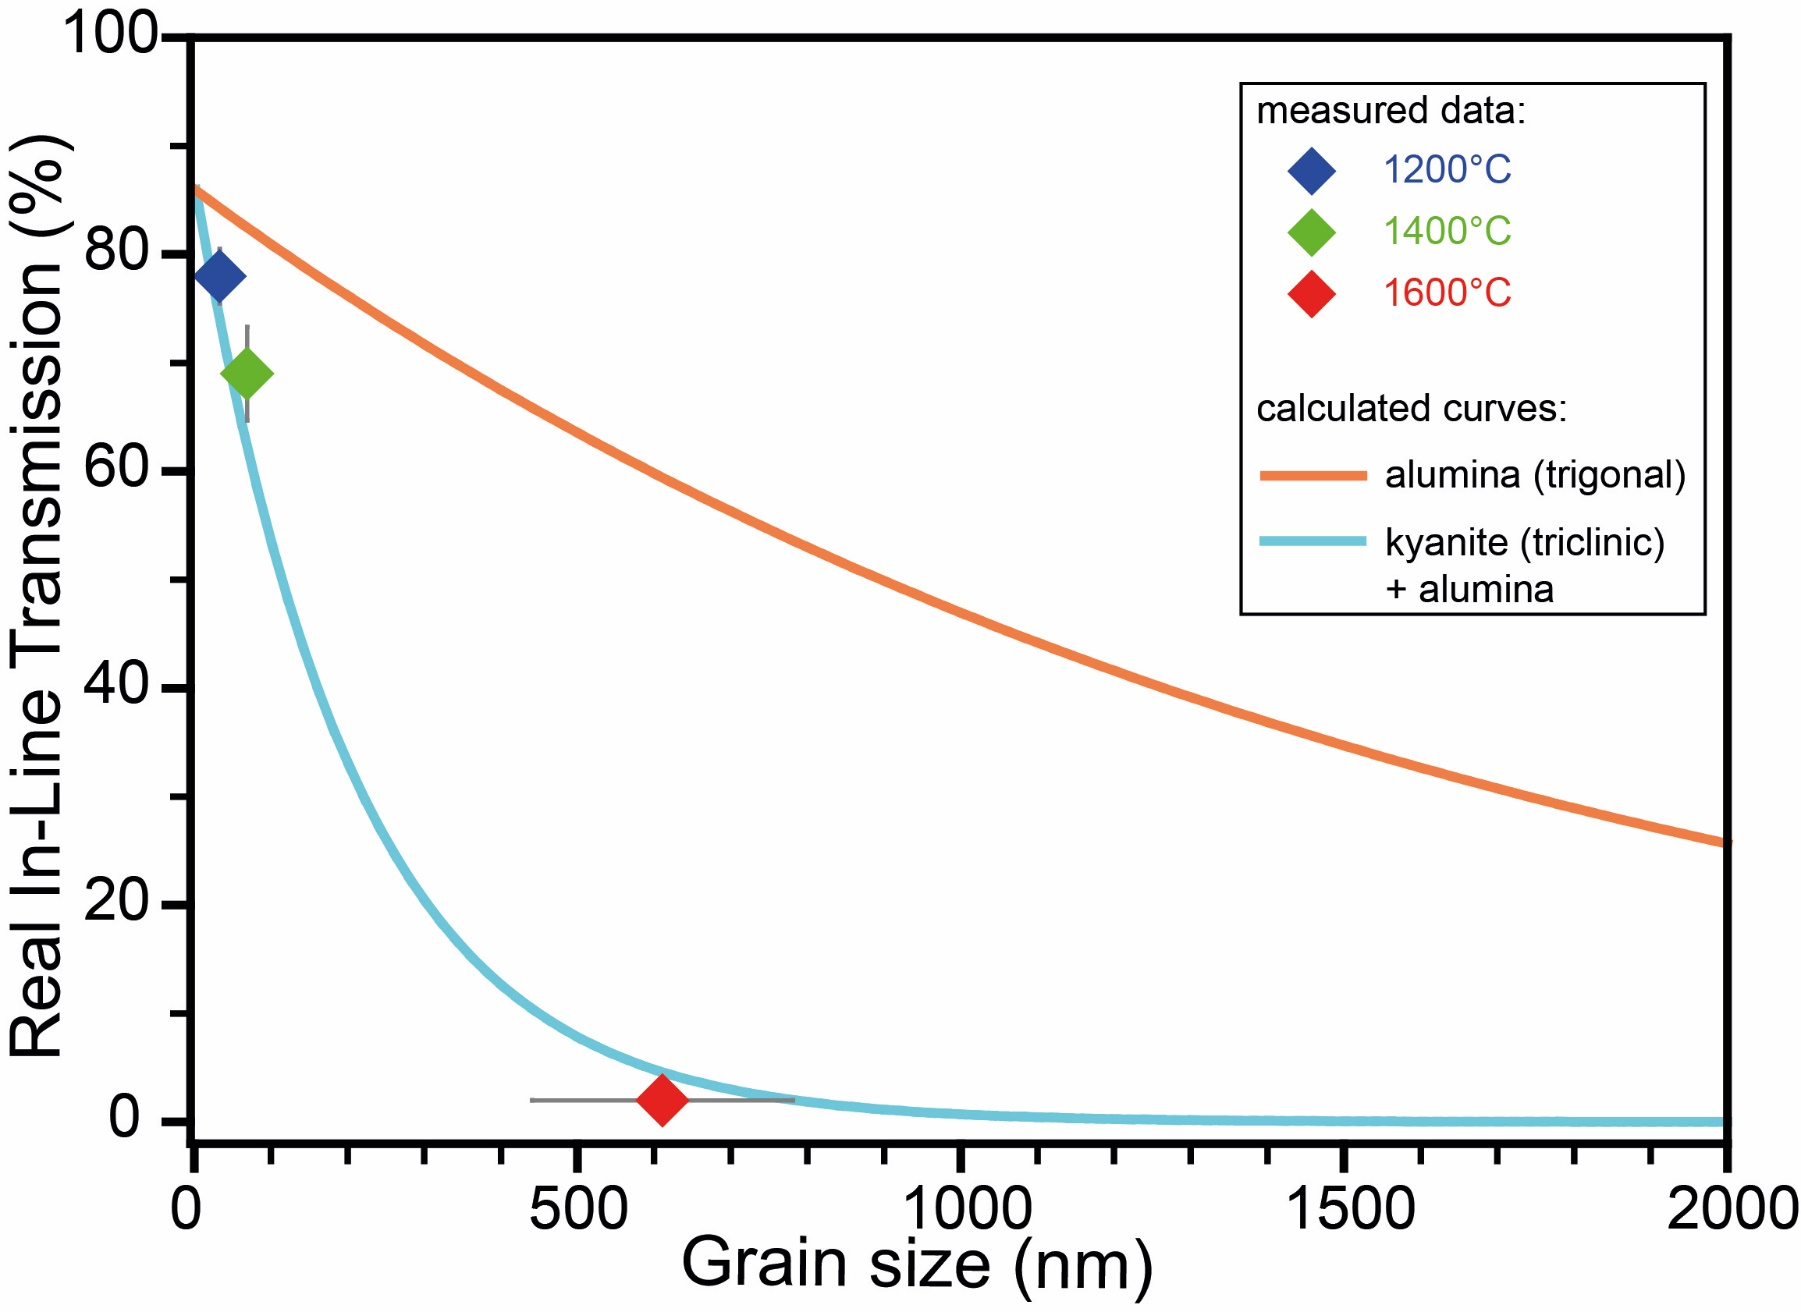 Real In-Line Transmission (%)
100
80
60
40
20
0
measured data:
1200°C
1400°C
1600°C
calculated curves:
alumina (trigonal)
kyanite (triclinic)
+ alumina
0
500
1000
1500
2000
Grain size (nm)